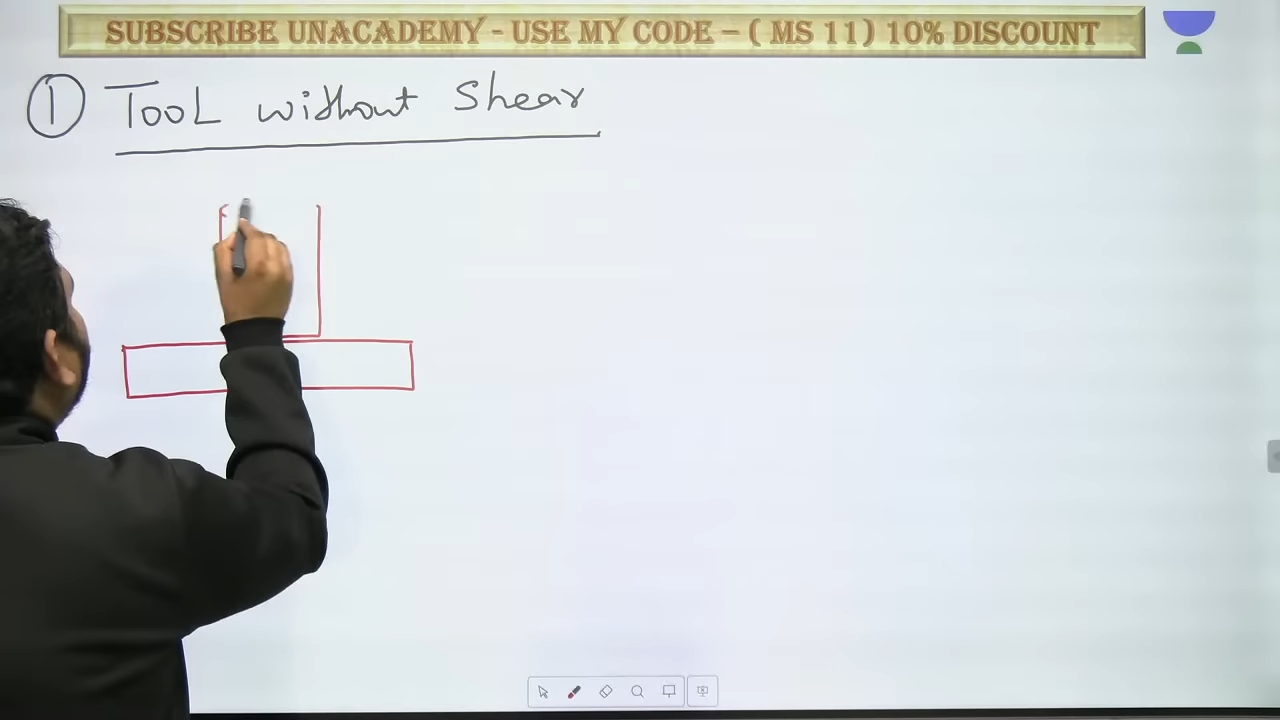 SUBSCRIBE UNACADEMY - USE MY CODE – ( MS 11) 10% DISCOUNT
① TooL without Shear